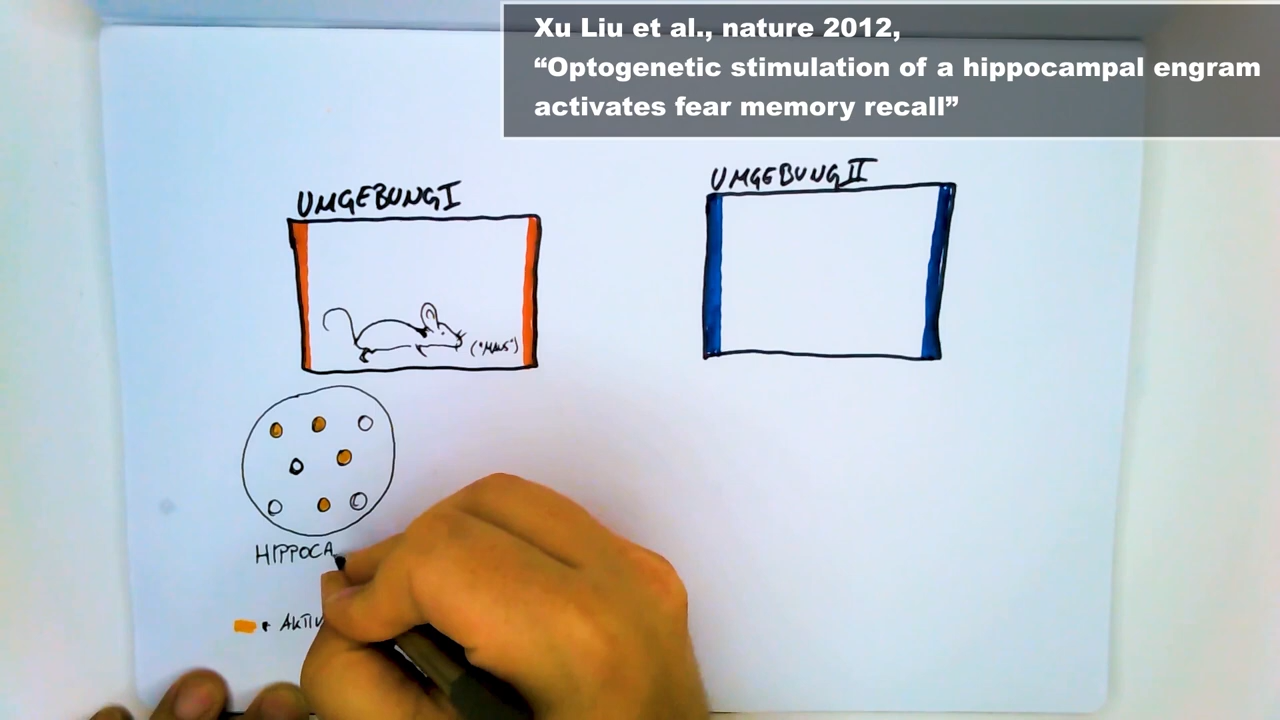 Xu Liu et al., nature 2012,
“Optogenetic stimulation of a hippocampal engram
activates fear memory recall”
UMGEBUNG I
UMGEBUNG II
("MAUS")
HIPPOCA
= AKTIV